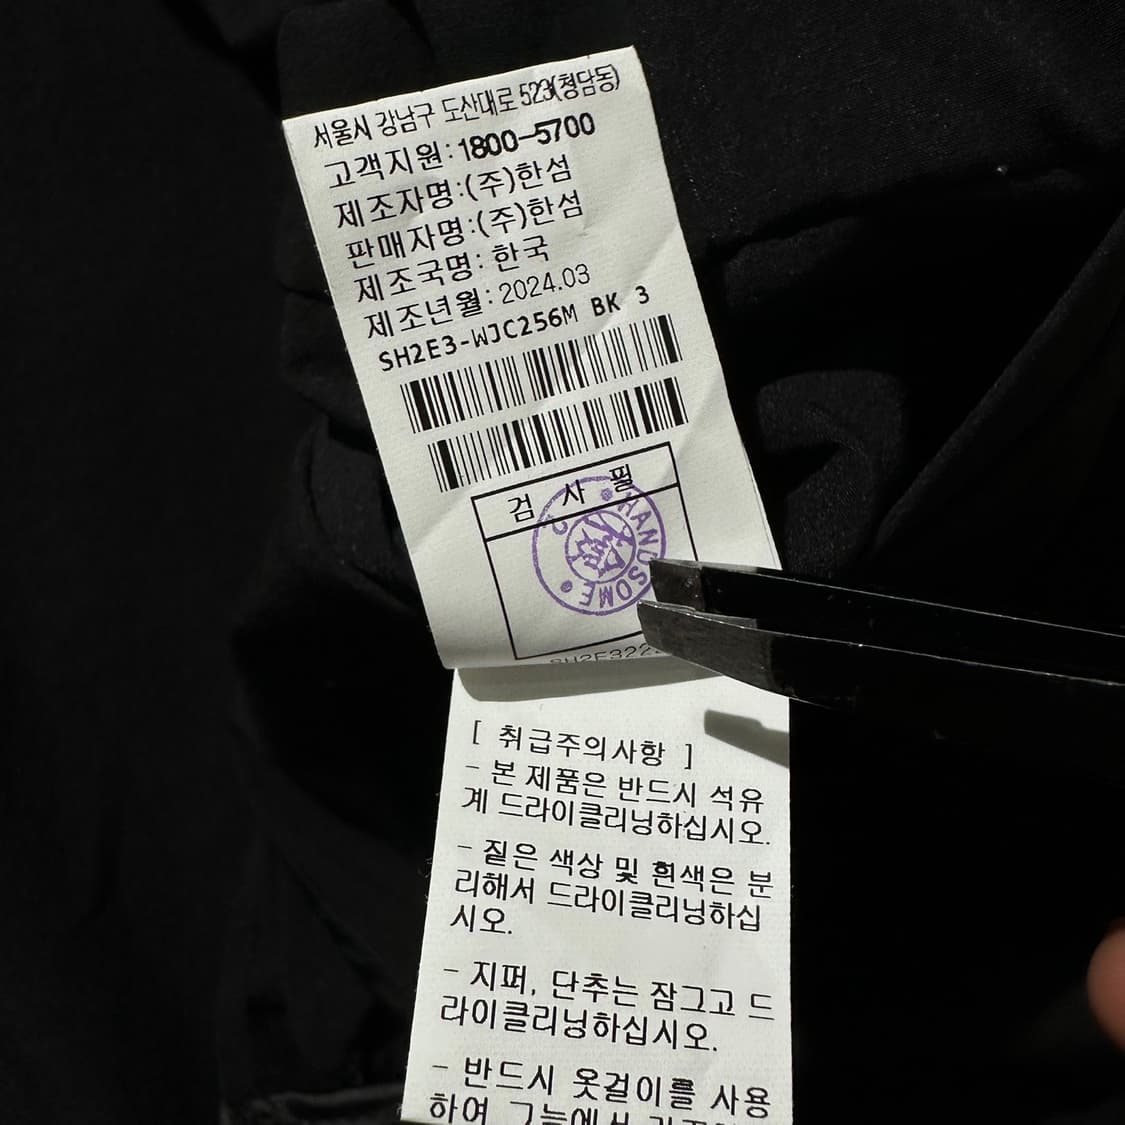 서울시 강남구 도산대로 523(청담동)
고객지원:1800-5700
제조자명:(주)한섬
판매자명:(주)한섬
제조국명: 한국
제조년월: 2024.03
SH2E3-WJC256M BK 3
검 사 필
HANDSOME
[ 취급주의사항 ]
- 본 제품은 반드시 석유
계 드라이클리닝하십시오.
- 짙은 색상 및 흰색은 분
리해서 드라이클리닝하십
시오.
- 지퍼, 단추는 잠그고 드
라이클리닝하십시오.
- 반드시 옷걸이를 사용
하여 그늘에서